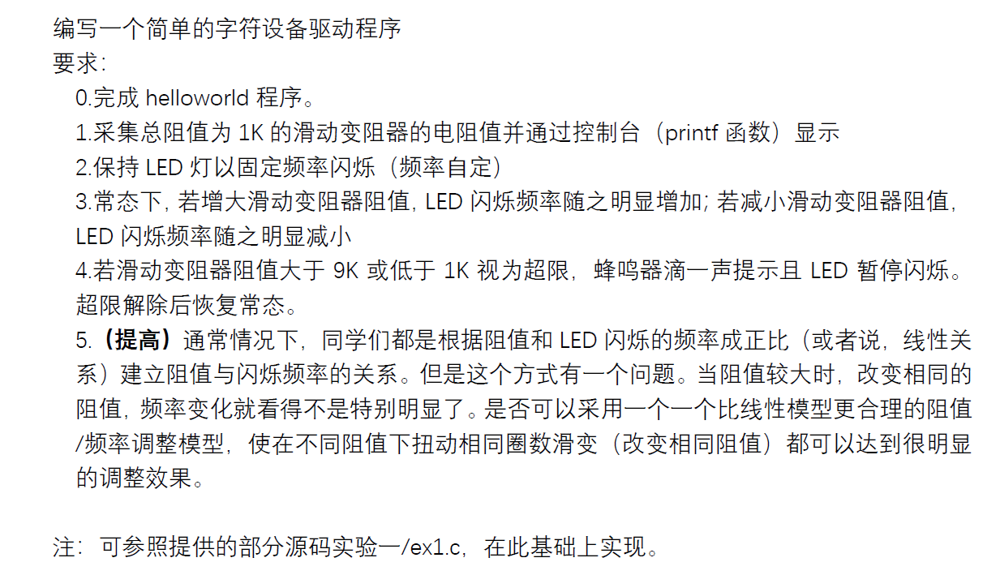 编写一个简单的字符设备驱动程序
要求：
0.完成 helloworld 程序。
1.采集总阻值为 1K 的滑动变阻器的电阻值并通过控制台（printf 函数）显示
2.保持 LED 灯以固定频率闪烁（频率自定）
3.常态下，若增大滑动变阻器阻值，LED 闪烁频率随之明显增加；若减小滑动变阻器阻值，
LED 闪烁频率随之明显减小
4.若滑动变阻器阻值大于 9K 或低于 1K 视为超限，蜂鸣器滴一声提示且 LED 暂停闪烁。
超限解除后恢复常态。
5.（提高）通常情况下，同学们都是根据阻值和 LED 闪烁的频率成正比（或者说，线性关
系）建立阻值与闪烁频率的关系。但是这个方式有一个问题。当阻值较大时，改变相同的
阻值，频率变化就看得不是特别明显了。是否可以采用一个一个比线性模型更合理的阻值
/频率调整模型，使在不同阻值下扭动相同圈数滑变（改变相同阻值）都可以达到很明显
的调整效果。
注：可参照提供的部分源码实验一/ex1.c，在此基础上实现。